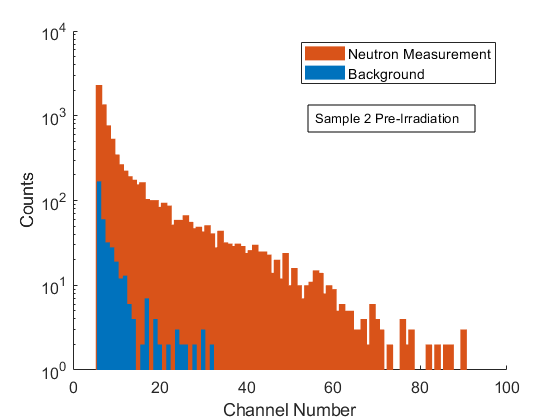 10^4
10^3
10^2
10^1
10^0
Counts
Neutron Measurement
Background
Sample 2 Pre-Irradiation
0 20 40 60 80 100
Channel Number